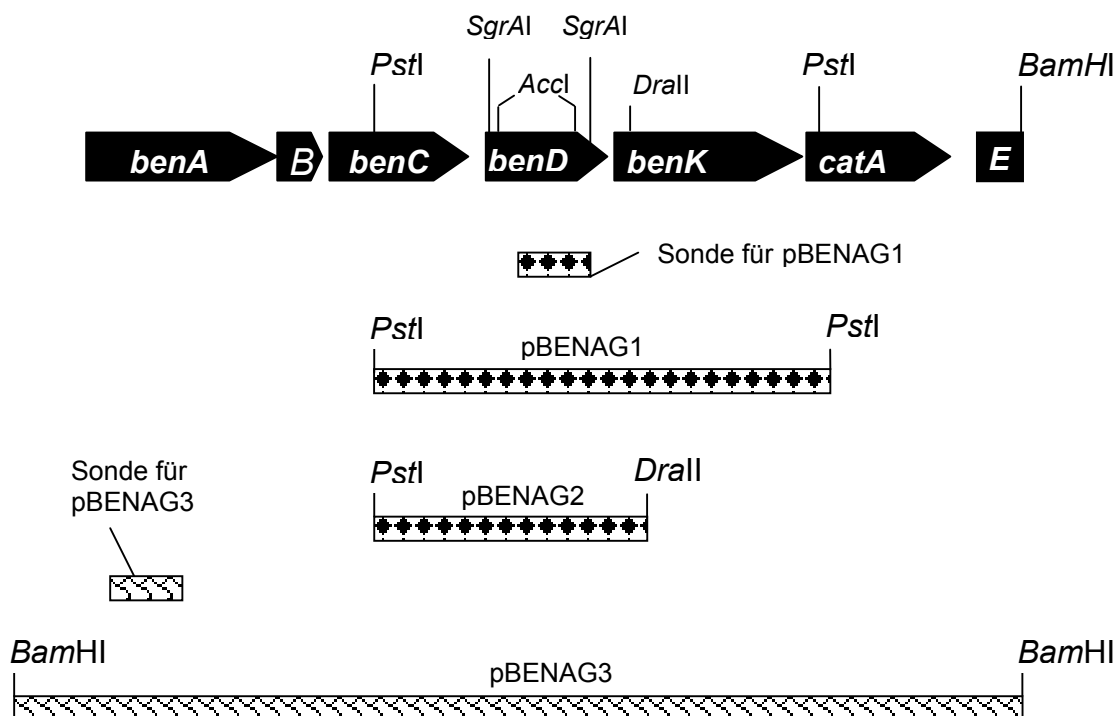 SgrAI SgrAI
PstI AccI DraII PstI BamHI
benA B benC benD benK catA E
Sonde für pBENAG1
PstI pBENAG1 PstI
Sonde für
pBENAG3
PstI pBENAG2 DraII
BamHI pBENAG3 BamHI